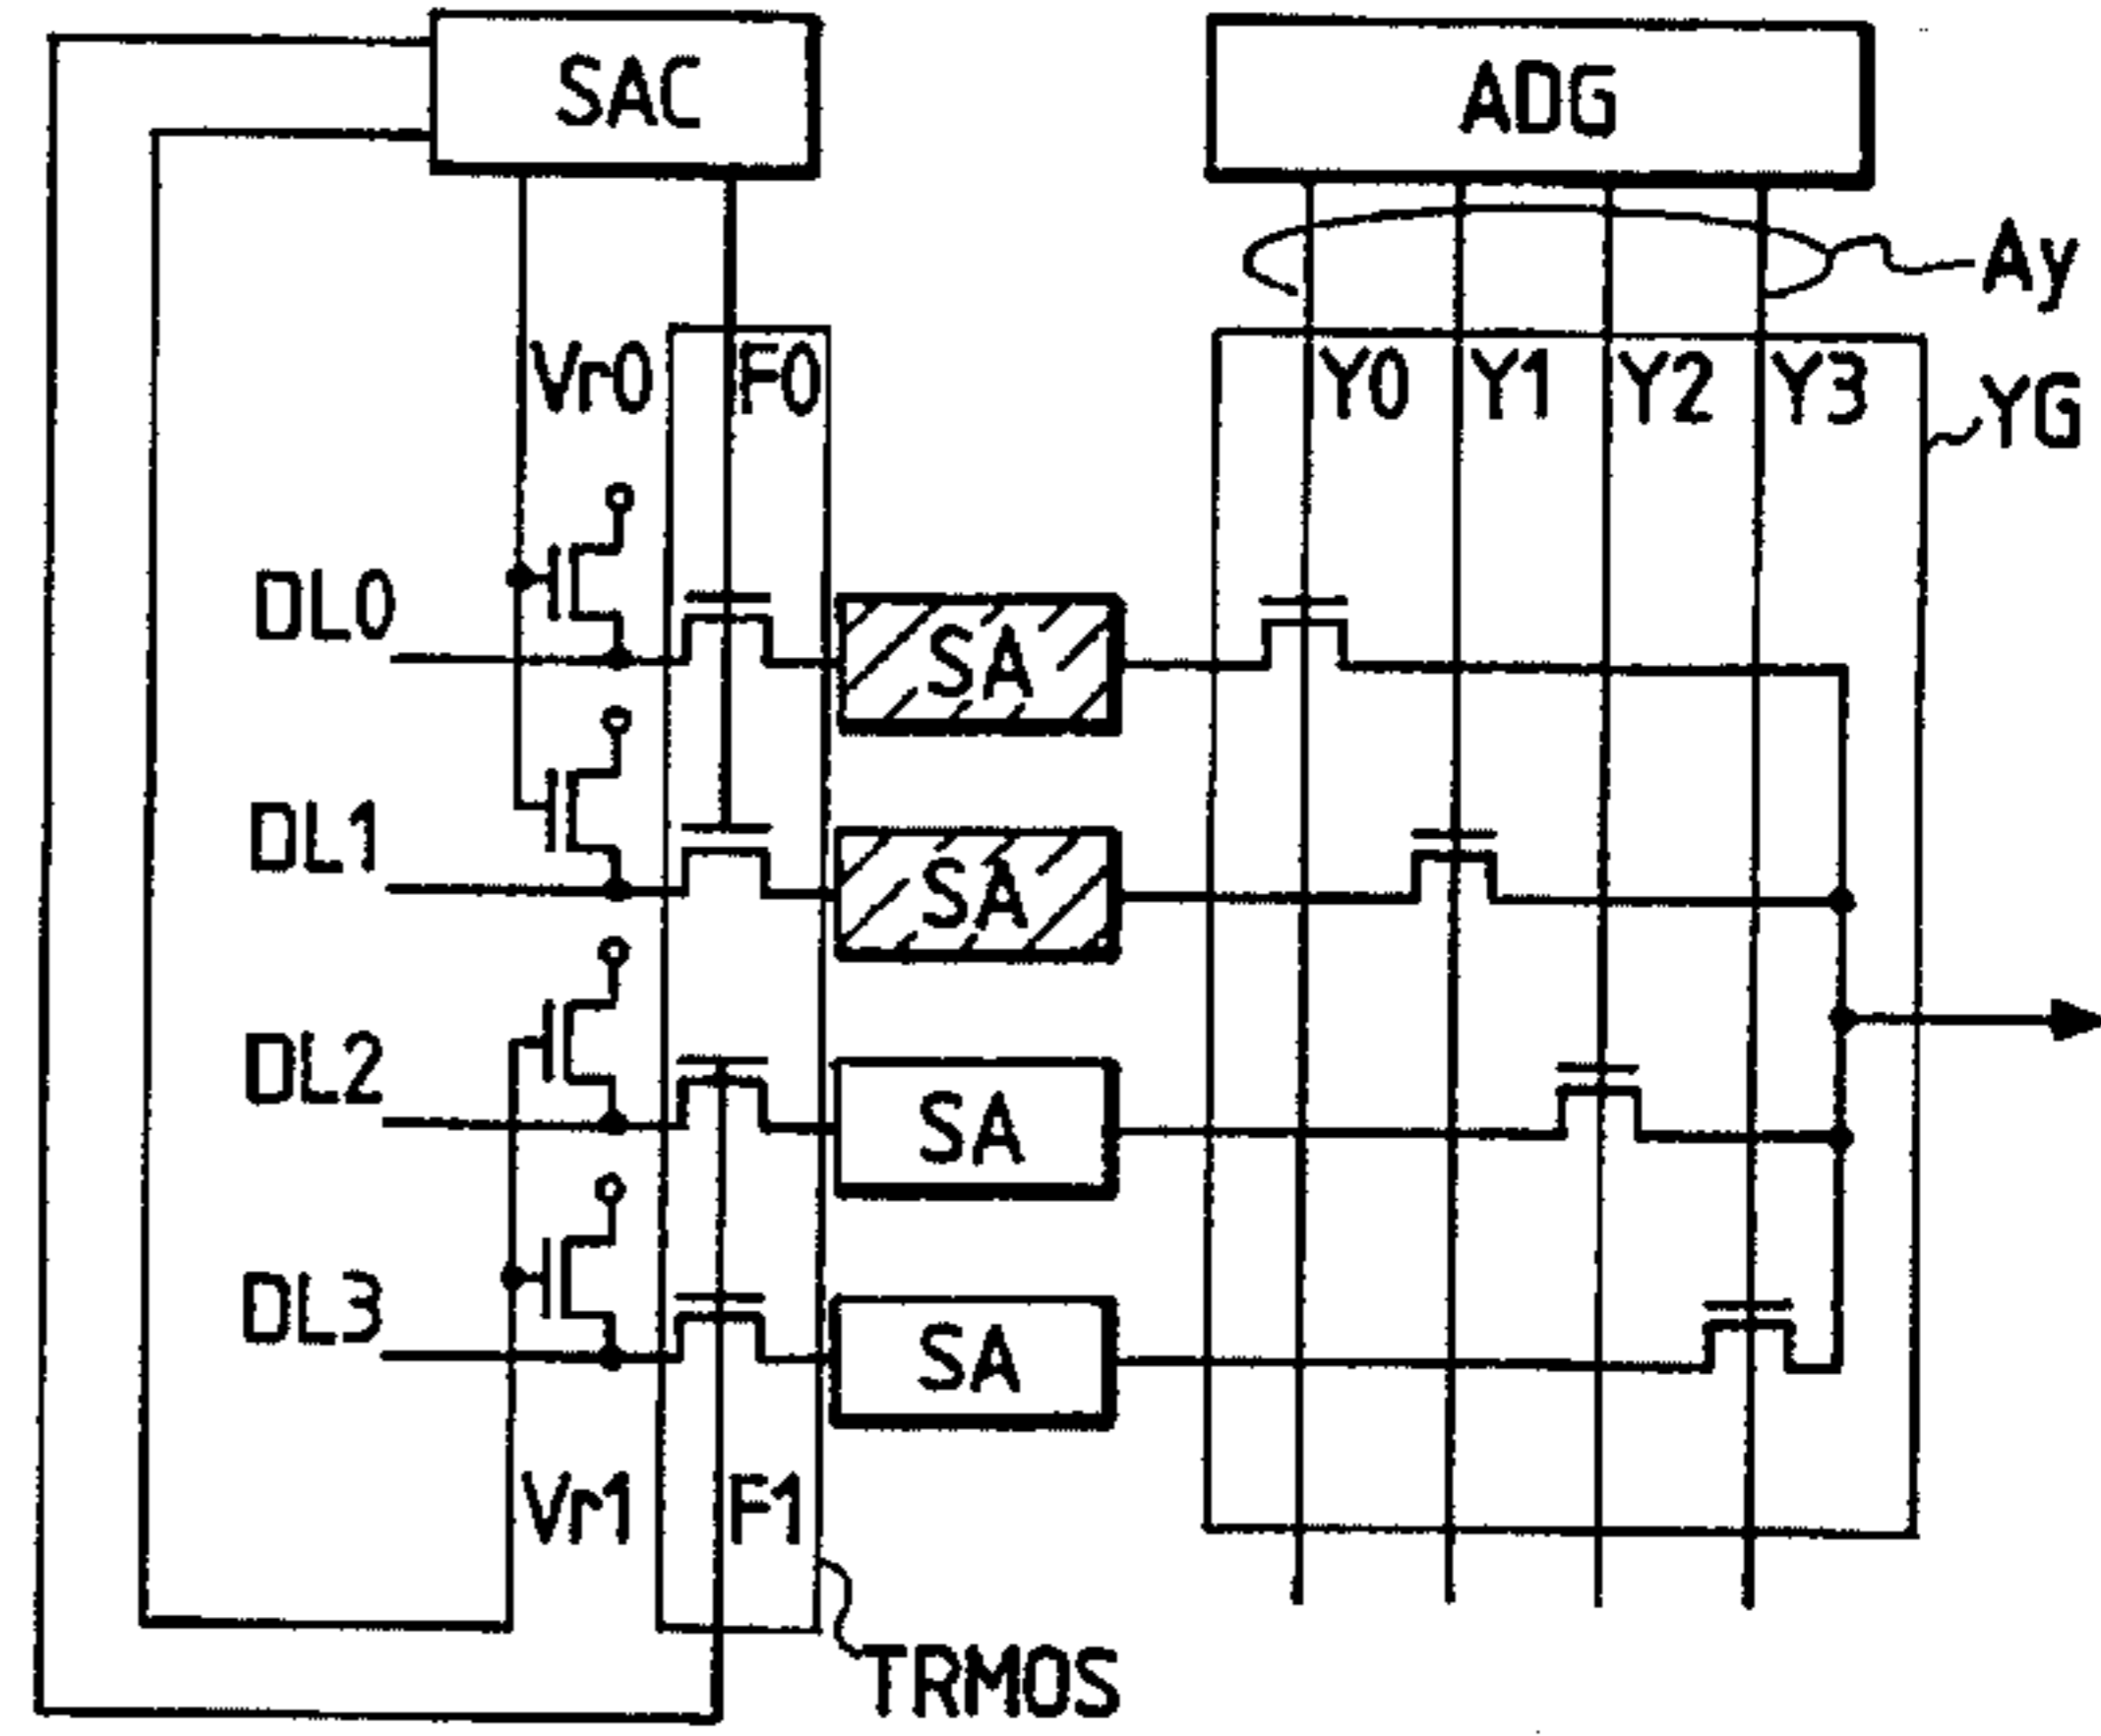 SAC
ADG
Ay
Vr0 F0
Y0 Y1 Y2 Y3
YG
DL0
SA
DL1
SA
DL2
SA
DL3
SA
Vr1 F1
TRMOS